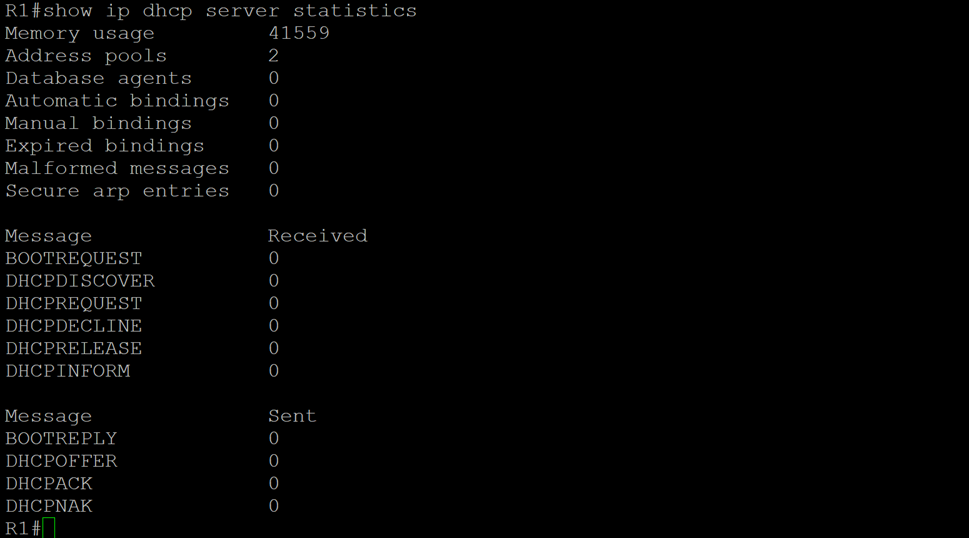 R1#show ip dhcp server statistics
Memory usage 41559
Address pools 2
Database agents 0
Automatic bindings 0
Manual bindings 0
Expired bindings 0
Malformed messages 0
Secure arp entries 0
Message Received
BOOTREQUEST 0
DHCPDISCOVER 0
DHCPREQUEST 0
DHCPDECLINE 0
DHCPRELEASE 0
DHCPINFORM 0
Message Sent
BOOTREPLY 0
DHCPOFFER 0
DHCPACK 0
DHCPNAK 0
R1#